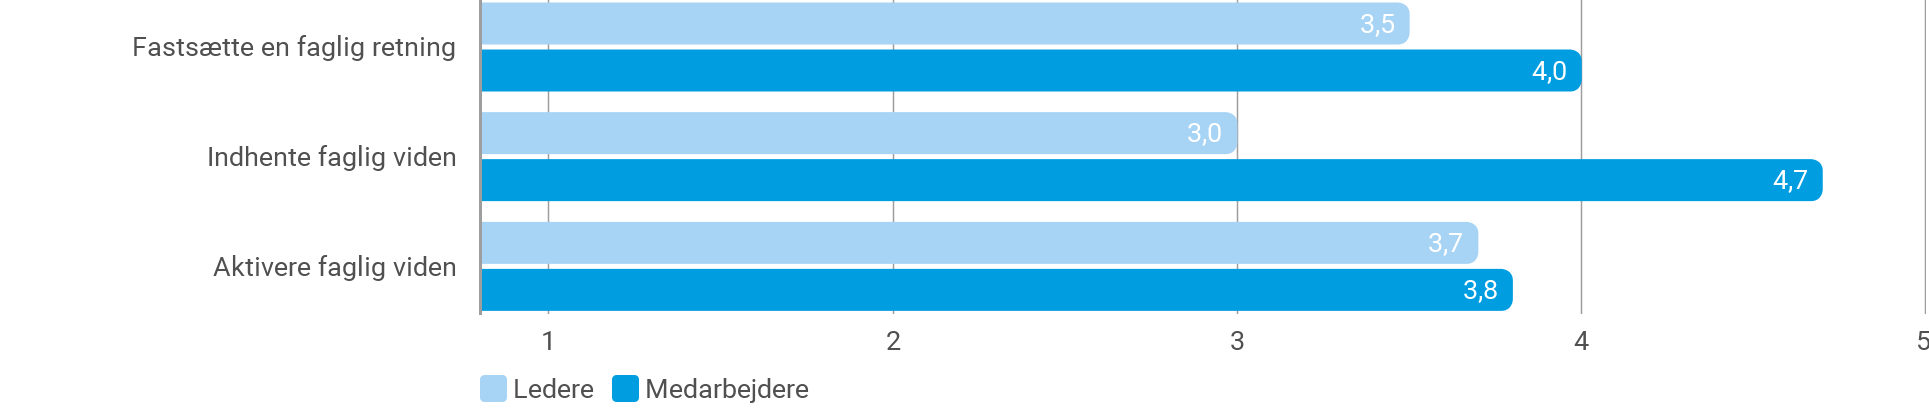 3,5
Fastsætte en faglig retning
4,0
3,0
Indhente faglig viden
4,7
3,7
Aktivere faglig viden
3,8
1 2 3 4 5
Ledere Medarbejdere